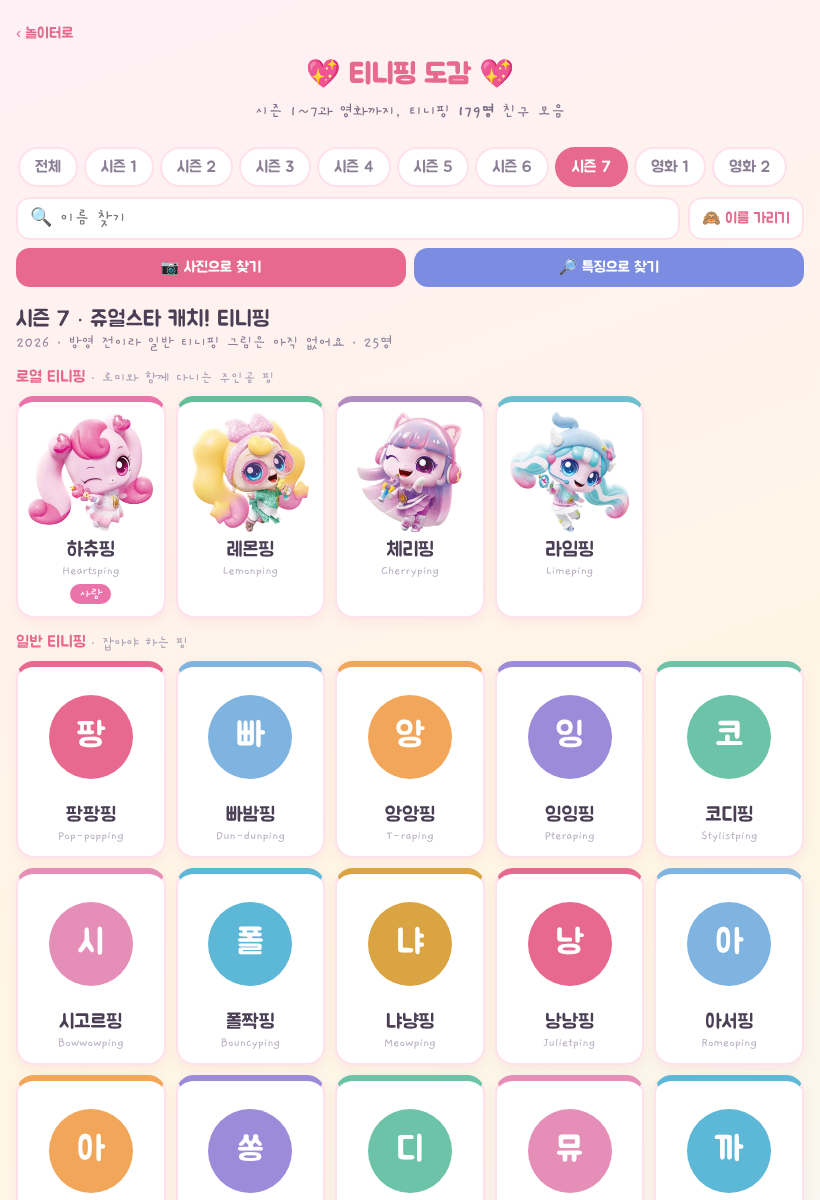 ‹ 놀이터로
💖 티니핑 도감 💖
시즌 1~7과 영화까지, 티니핑 179명 친구 모음
전체 시즌 1 시즌 2 시즌 3 시즌 4 시즌 5 시즌 6 시즌 7 영화 1 영화 2
🔍 이름 찾기 🙈 이름 가리기
📷 사진으로 찾기 🔎 특징으로 찾기
시즌 7 · 쥬얼스타 캐치! 티니핑
2026 · 방영 전이라 일반 티니핑 그림은 아직 없어요 · 25명
로열 티니핑 · 로미와 함께 다니는 주인공 핑
하츄핑 레몬핑 체리핑 라임핑
Heartsping Lemonping Cherryping Limeping
사람
일반 티니핑 · 잡아야 하는 핑
팡 빠 앙 잉 코
팡팡핑 빠밤핑 앙앙핑 잉잉핑 코디핑
Pop-popping Dun-dunping T-raping Pteraping Stylistping
시 폴 냐 낭 아
시고르핑 폴짝핑 냐냥핑 낭낭핑 아서핑
Bowwowping Bouncyping Meowping Julietping Romeoping
아 쏭 디 뮤 까